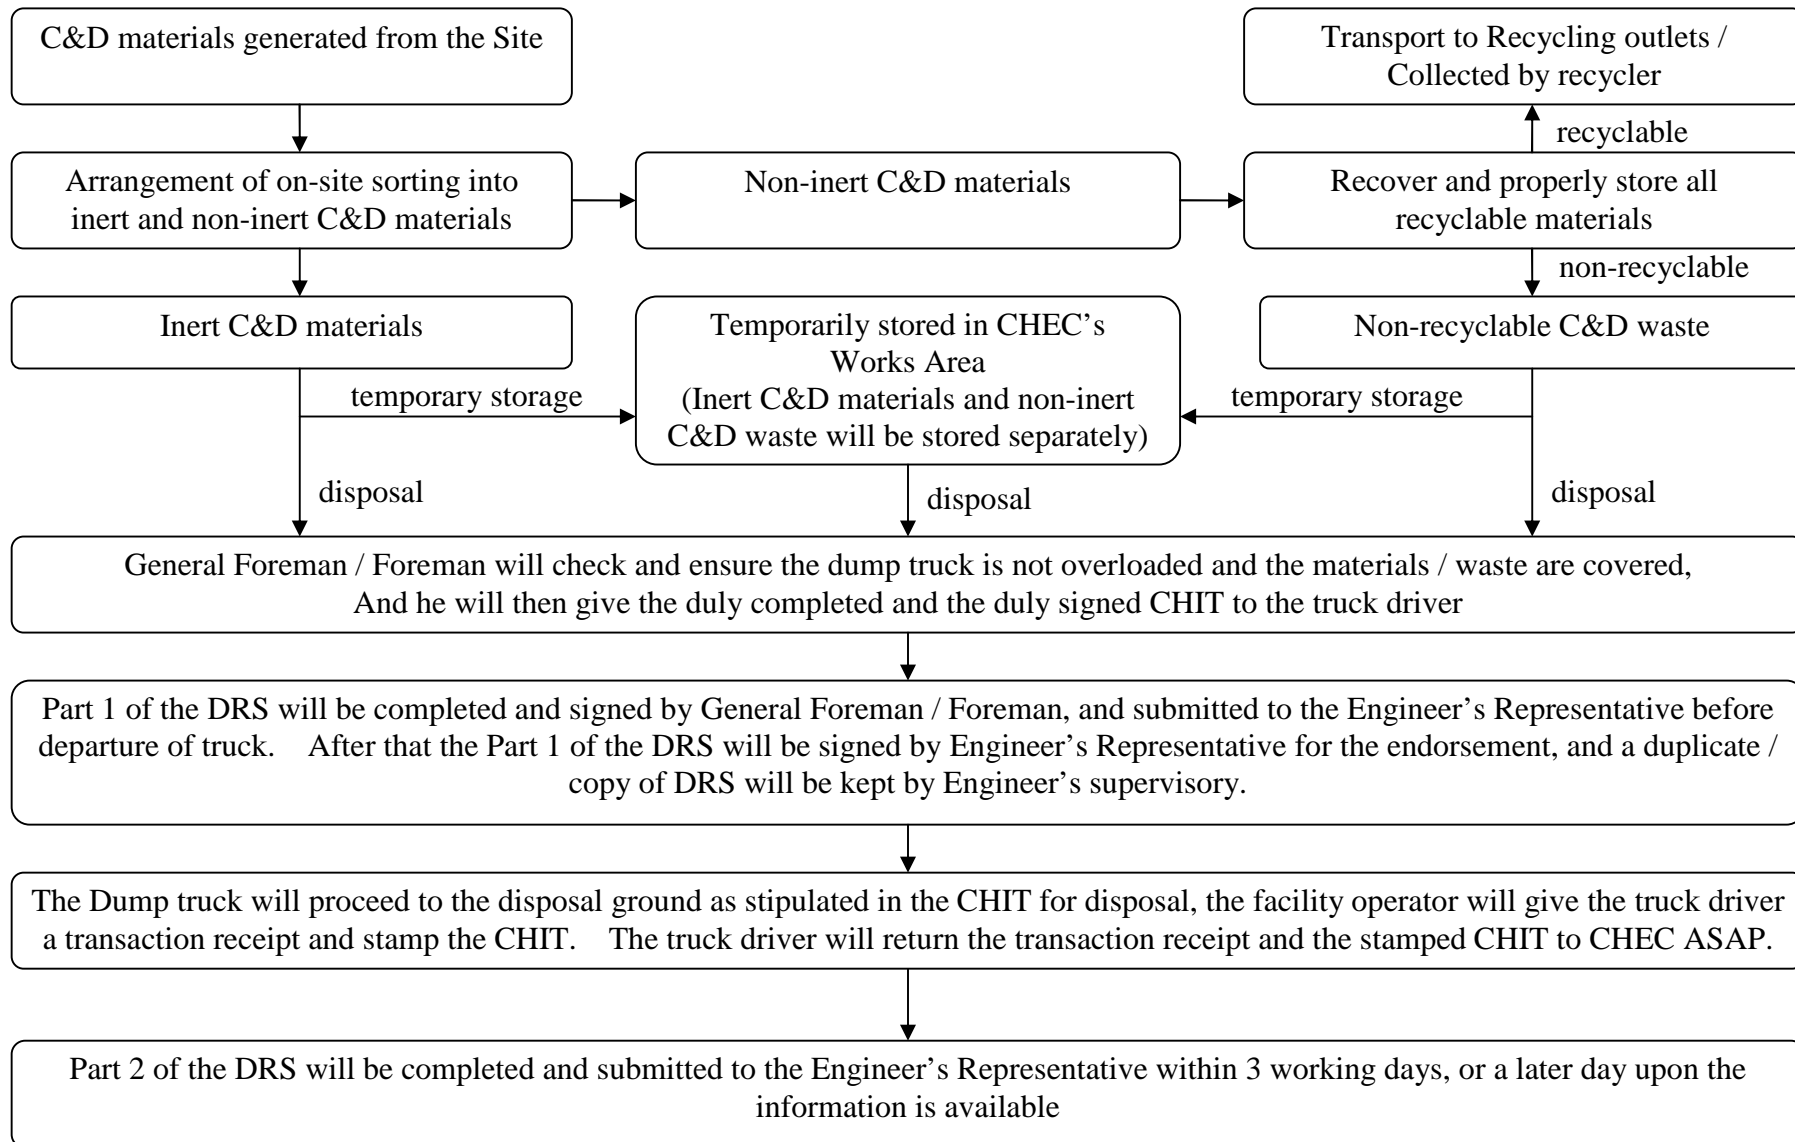 C&D materials generated from the Site
Transport to Recycling outlets /
Collected by recycler
recyclable
Arrangement of on-site sorting into
inert and non-inert C&D materials
Non-inert C&D materials
Recover and properly store all
recyclable materials
non-recyclable
Inert C&D materials
Temporarily stored in CHEC’s
Works Area
(Inert C&D materials and non-inert
C&D waste will be stored separately)
Non-recyclable C&D waste
temporary storage
temporary storage
disposal
disposal
disposal
General Foreman / Foreman will check and ensure the dump truck is not overloaded and the materials / waste are covered,
And he will then give the duly completed and the duly signed CHIT to the truck driver
Part 1 of the DRS will be completed and signed by General Foreman / Foreman, and submitted to the Engineer’s Representative before
departure of truck. After that the Part 1 of the DRS will be signed by Engineer’s Representative for the endorsement, and a duplicate /
copy of DRS will be kept by Engineer’s supervisory.
The Dump truck will proceed to the disposal ground as stipulated in the CHIT for disposal, the facility operator will give the truck driver
a transaction receipt and stamp the CHIT. The truck driver will return the transaction receipt and the stamped CHIT to CHEC ASAP.
Part 2 of the DRS will be completed and submitted to the Engineer’s Representative within 3 working days, or a later day upon the
information is available